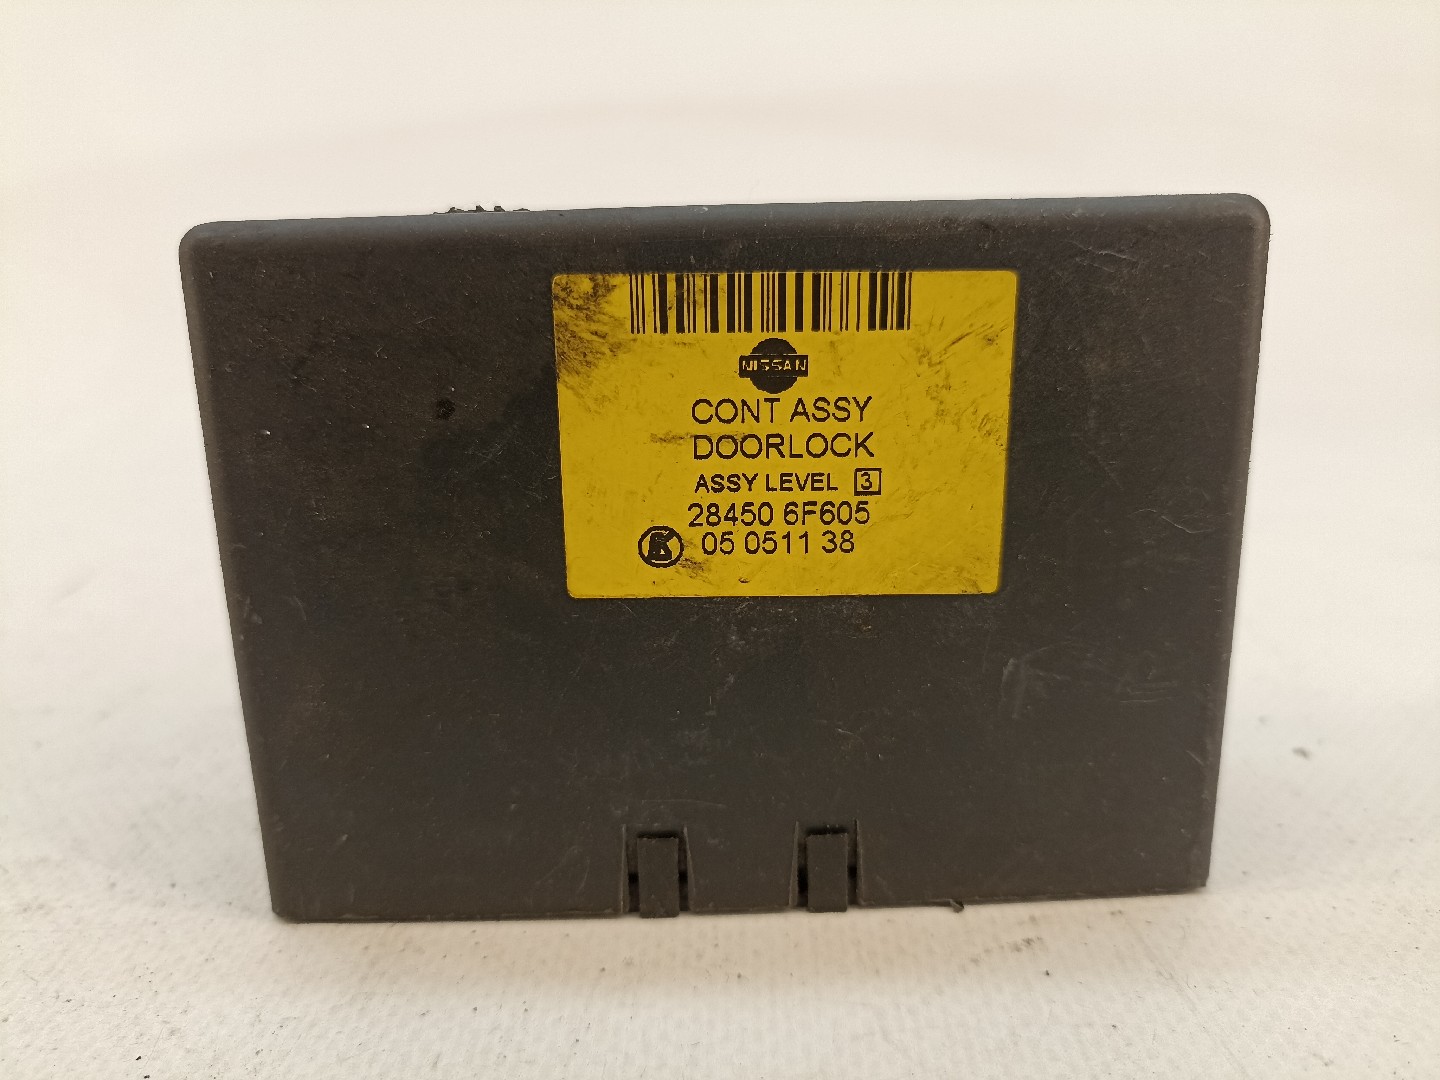 NISSAN
CONT ASSY
DOORLOCK
ASSY LEVEL 3
28450 6F605
05 0511 38